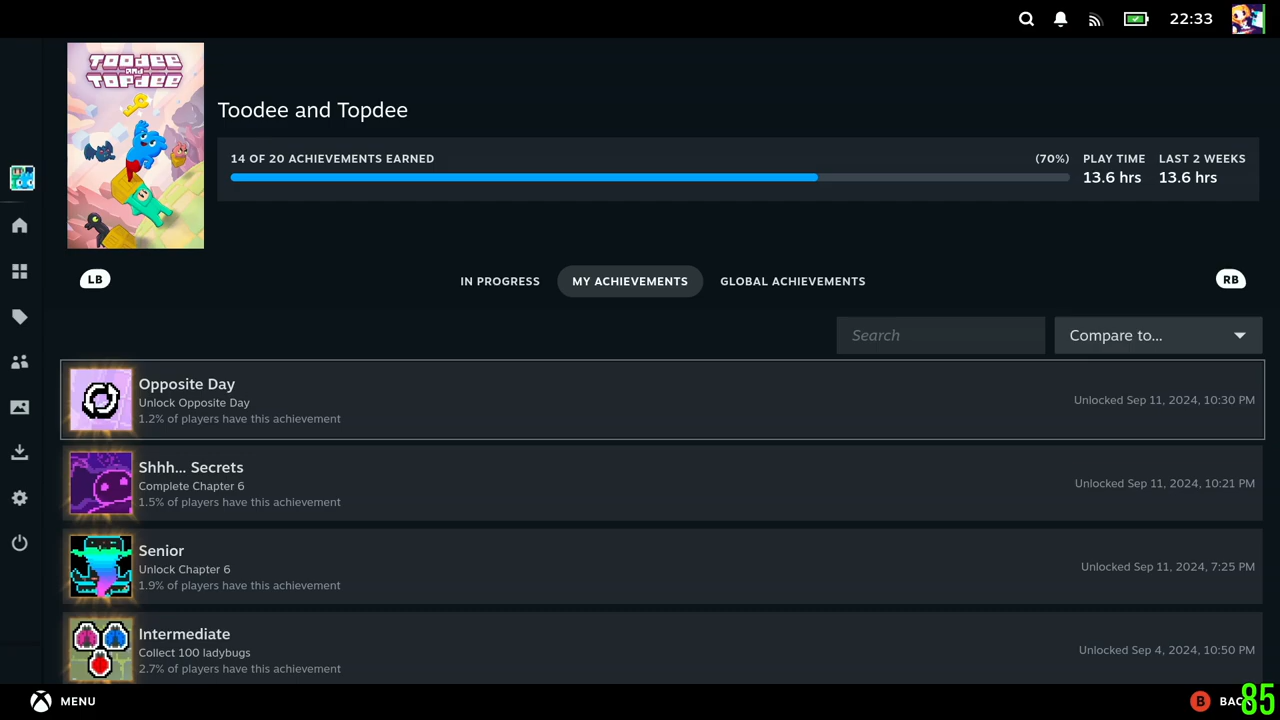 22:33
TOODEE
AND
TOPDEE
Toodee and Topdee
14 OF 20 ACHIEVEMENTS EARNED
(70%)
PLAY TIME
LAST 2 WEEKS
13.6 hrs
13.6 hrs
LB
IN PROGRESS
MY ACHIEVEMENTS
GLOBAL ACHIEVEMENTS
RB
Search
Compare to...
Opposite Day
Unlock Opposite Day
1.2% of players have this achievement
Unlocked Sep 11, 2024, 10:30 PM
Shhh... Secrets
Complete Chapter 6
1.5% of players have this achievement
Unlocked Sep 11, 2024, 10:21 PM
Senior
Unlock Chapter 6
1.9% of players have this achievement
Unlocked Sep 11, 2024, 7:25 PM
Intermediate
Collect 100 ladybugs
2.7% of players have this achievement
Unlocked Sep 4, 2024, 10:50 PM
MENU
B
BAC
85